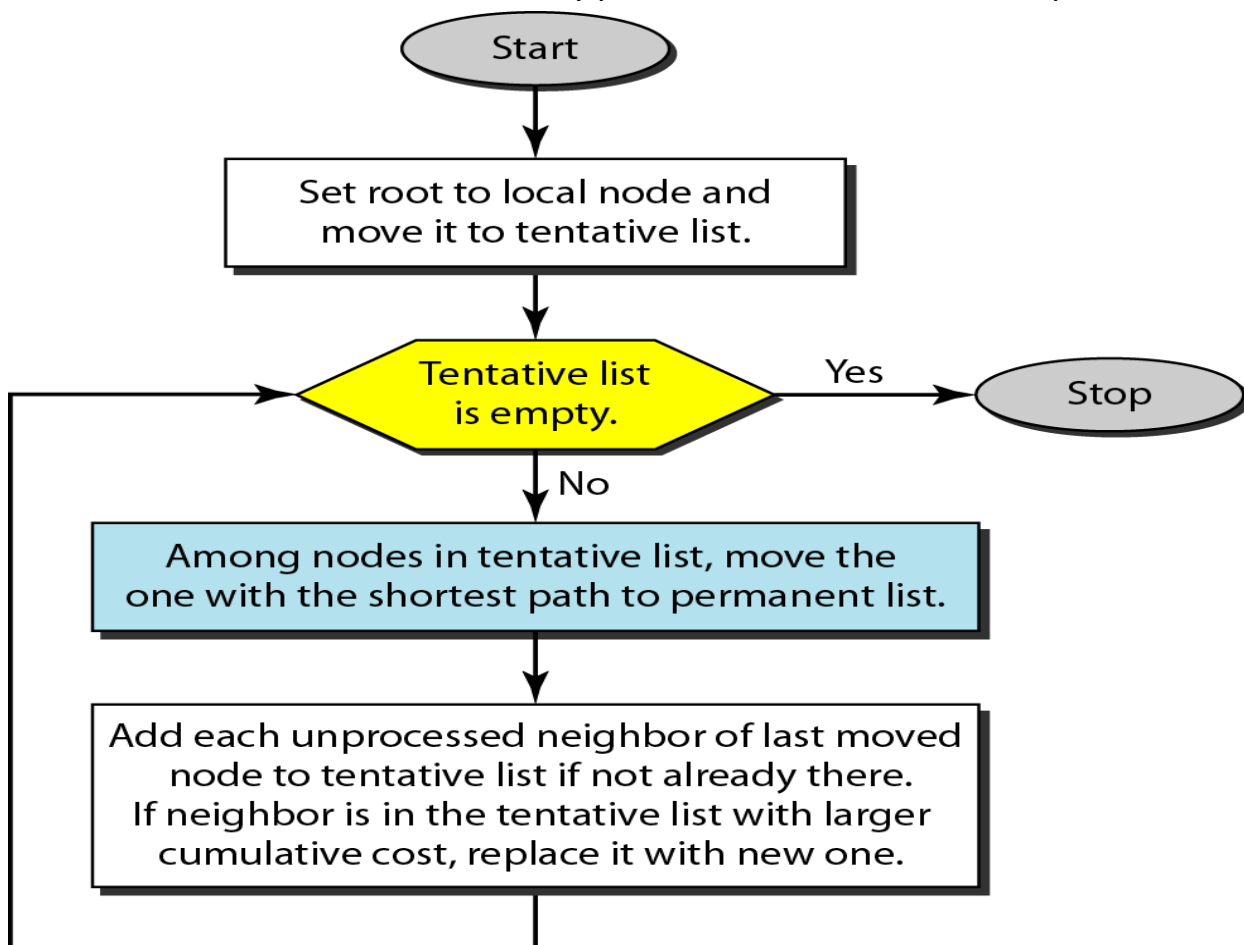 Start
Set root to local node and
move it to tentative list.
Tentative list
is empty.
Yes
Stop
No
Among nodes in tentative list, move the
one with the shortest path to permanent list.
Add each unprocessed neighbor of last moved
node to tentative list if not already there.
If neighbor is in the tentative list with larger
cumulative cost, replace it with new one.